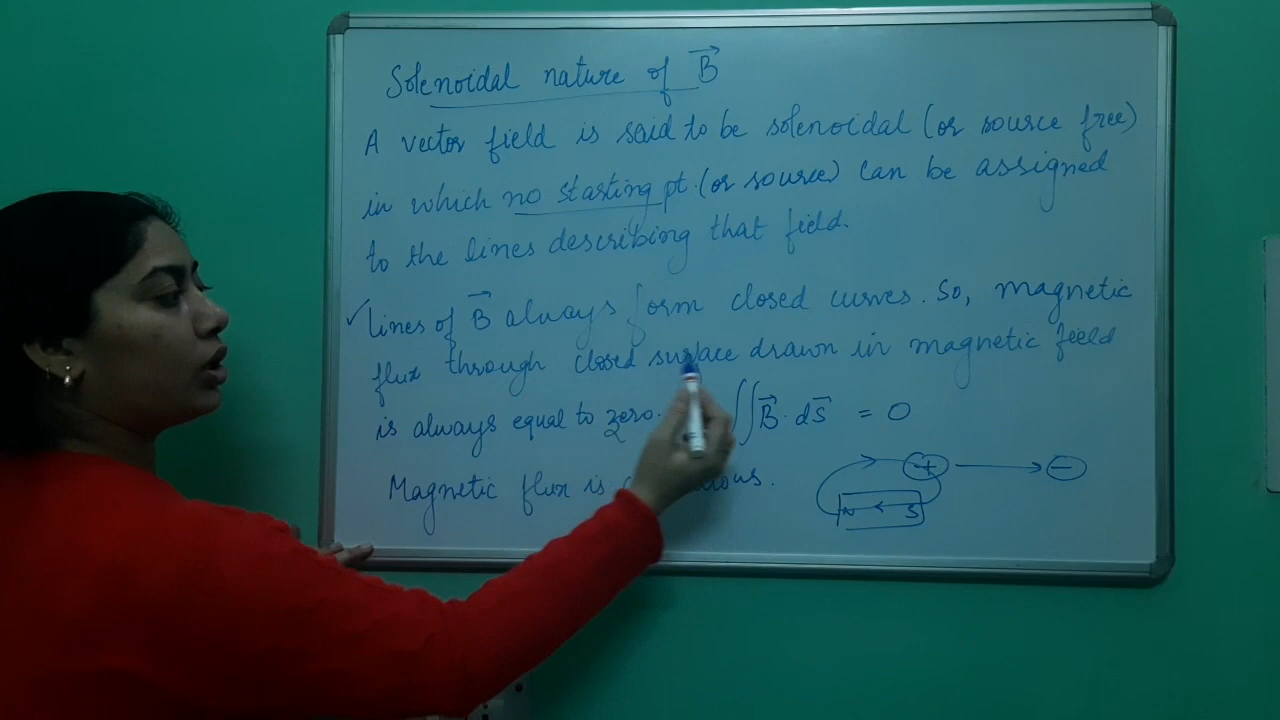 Solenoidal nature of B⃗
A vector field is said to be solenoidal (or source free)
in which no starting pt. (or source) can be assigned
to the lines describing that field.
✓ lines of B⃗ always form closed curves. So, magnetic
flux through closed surface drawn in magnetic field
is always equal to zero. ∬ B⃗ · ds⃗ = 0
Magnetic flux is
+ → −
N ← S